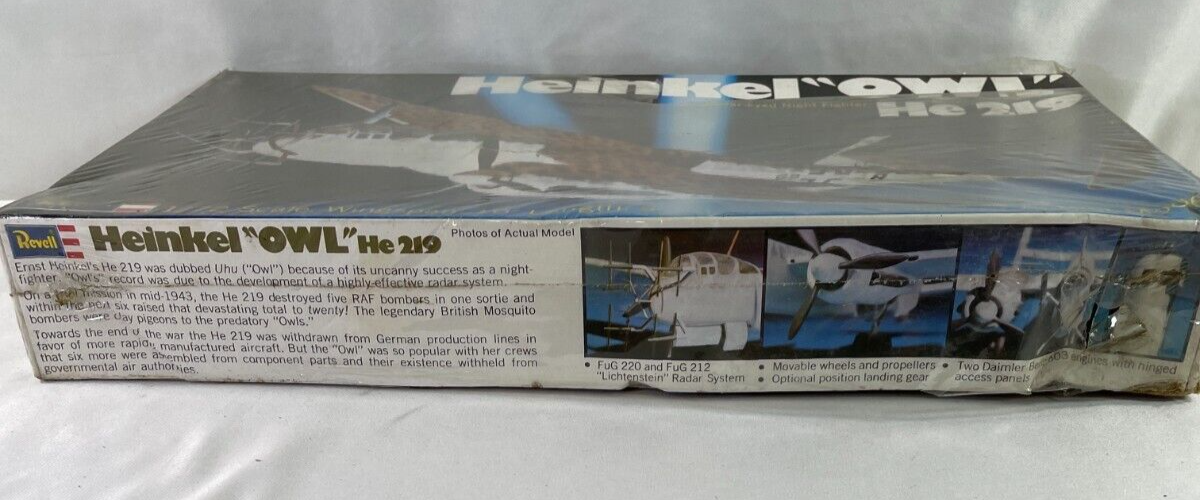 Heinkel "OWL"
He 219
Revell
Heinkel "OWL" He 219
Photos of Actual Model
Ernst Heinkel's He 219 was dubbed Uhu ("Owl") because of its uncanny success as a night-
fighter. "Owl's" record was due to the development of a highly effective radar system.
On a mission in mid-1943, the He 219 destroyed five RAF bombers in one sortie and
within the next six raised that devastating total to twenty! The legendary British Mosquito
bombers were clay pigeons to the predatory "Owls."
Towards the end of the war the He 219 was withdrawn from German production lines in
favor of more rapidly manufactured aircraft. But the "Owl" was so popular with her crews
that six more were assembled from component parts and their existence withheld from
governmental air authorities.
• FuG 220 and FuG 212
"Lichtenstein" Radar System
• Movable wheels and propellers
• Optional position landing gear
• Two Daimler Benz 603 engines with hinged
access panels